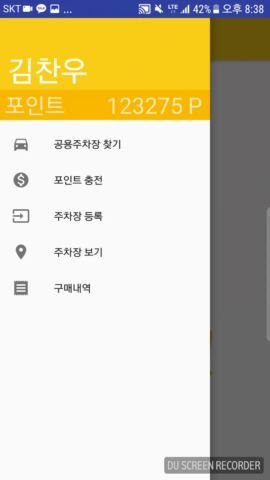 SKT ... LTE 42% 오후 8:38
김찬우
포인트 123275 P
공용주차장 찾기
포인트 충전
주차장 등록
주차장 보기
구매내역
DU SCREEN RECORDER